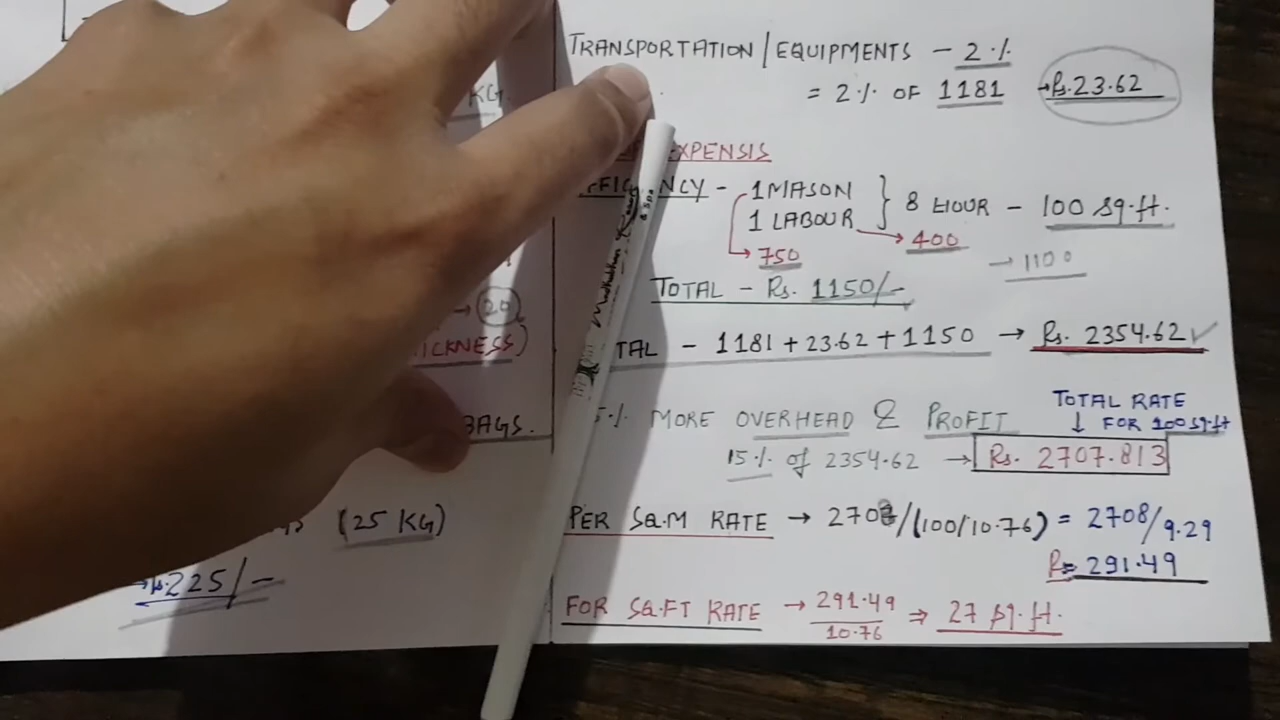 KG.
20
ICKNESS)
BAGS.
(25 KG)
Rs.225/-
TRANSPORTATION/EQUIPMENTS - 2%
= 2% OF 1181 → Rs.23.62
EXPENSIS
EFFICIENCY - 1 MASON
1 LABOUR
8 HOUR - 100 sq.ft.
750
400
→ 1100
TOTAL - Rs. 1150/-
TAL - 1181 + 23.62 + 1150 → Rs. 2354.62
5% MORE OVERHEAD & PROFIT
TOTAL RATE
↓ FOR 100 sq.ft
15% of 2354.62 → Rs. 2707.813
PER SQ.M RATE → 2708/(100/10.76) = 2708/9.29
Rs 291.49
FOR SQ.FT RATE → 291.49/10.76 ⇒ 27 sq.ft.